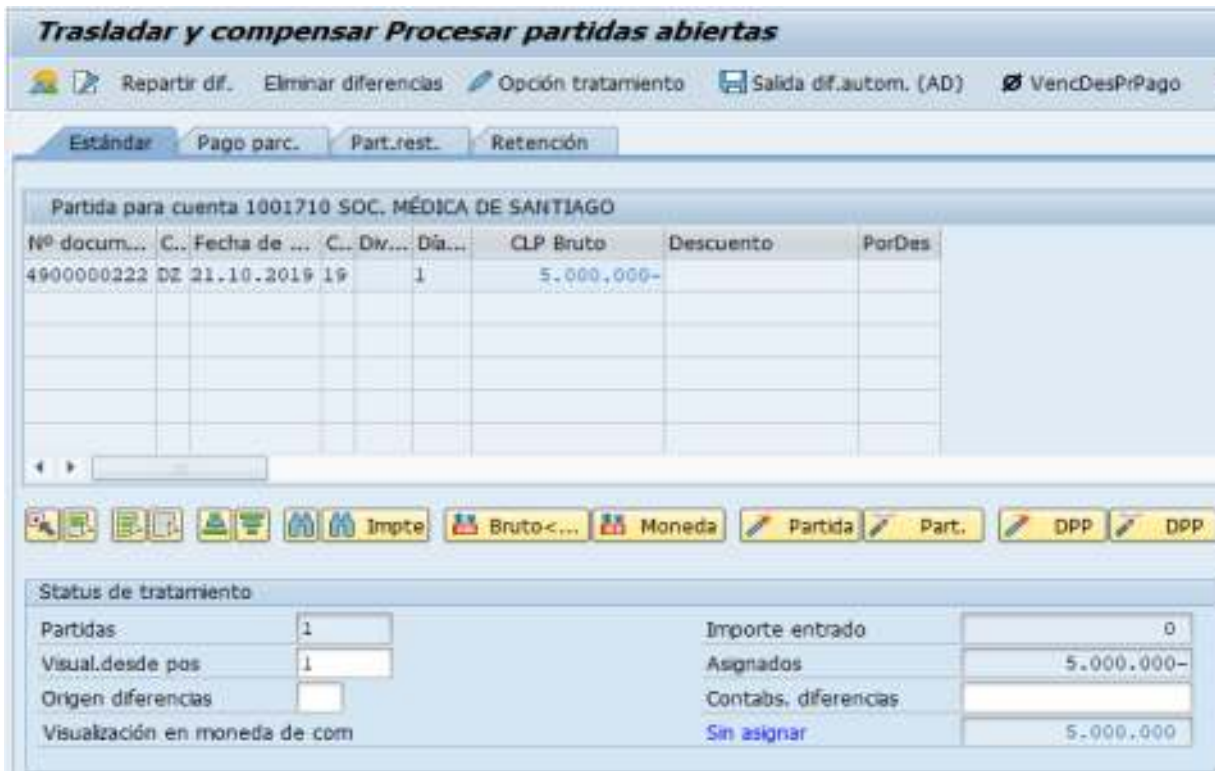 Trasladar y compensar Procesar partidas abiertas
Repartir dif. Eliminar diferencias Opción tratamiento Salida dif.autom. (AD) VencDesPrPago
Estándar Pago parc. Part.rest. Retención
Partida para cuenta 1001710 SOC. MÉDICA DE SANTIAGO
Nº docum... C.. Fecha de ... C.. Div... Día... CLP Bruto Descuento PorDes
4900000222 DZ 21.10.2019 19 1 5.000.000-
Impte Bruto<... Moneda Partida Part. DPP DPP
Status de tratamiento
Partidas 1 Importe entrado 0
Visual.desde pos 1 Asignados 5.000.000-
Origen diferencias Contabs. diferencias
Visualización en moneda de com Sin asignar 5.000.000